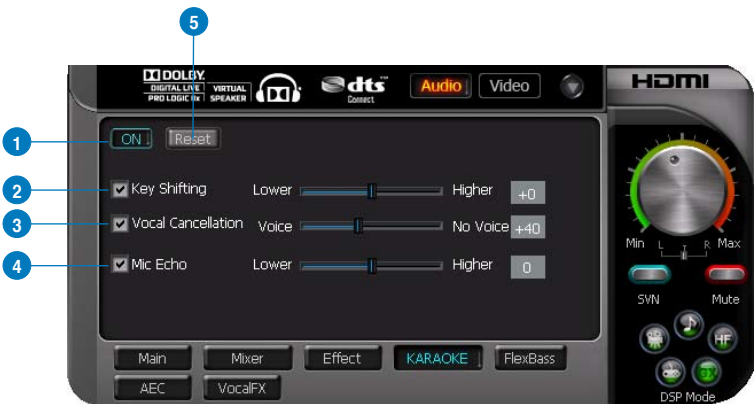 5
DOLBY
DIGITAL LIVE
PRO LOGIC IIx
VIRTUAL
SPEAKER
dts
Connect
Audio
Video
HDMI
1
ON
Reset
2
Key Shifting
Lower
Higher
+0
3
Vocal Cancellation
Voice
No Voice
+40
4
Mic Echo
Lower
Higher
0
Min
L
R
Max
SVN
Mute
HF
GX
DSP Mode
Main
Mixer
Effect
KARAOKE
FlexBass
AEC
VocalFX